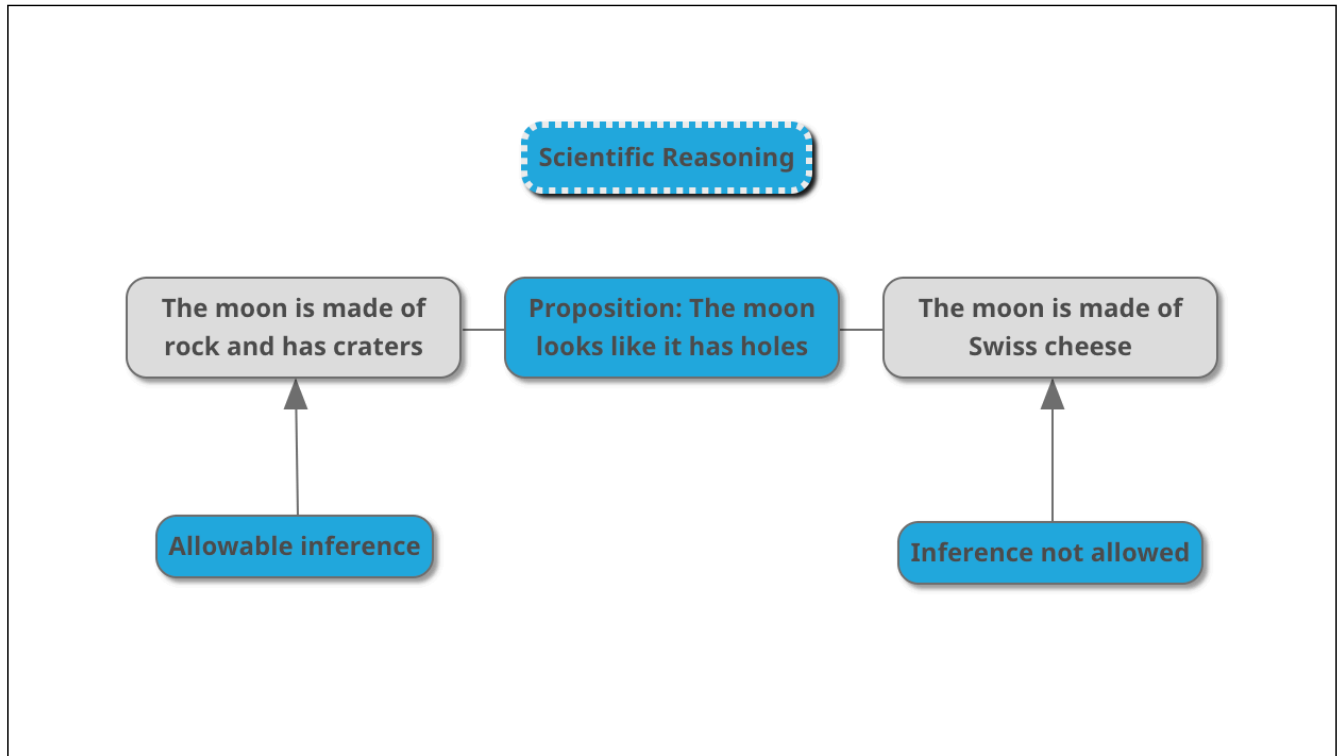 Scientific Reasoning
The moon is made of
rock and has craters
Proposition: The moon
looks like it has holes
The moon is made of
Swiss cheese
Allowable inference
Inference not allowed